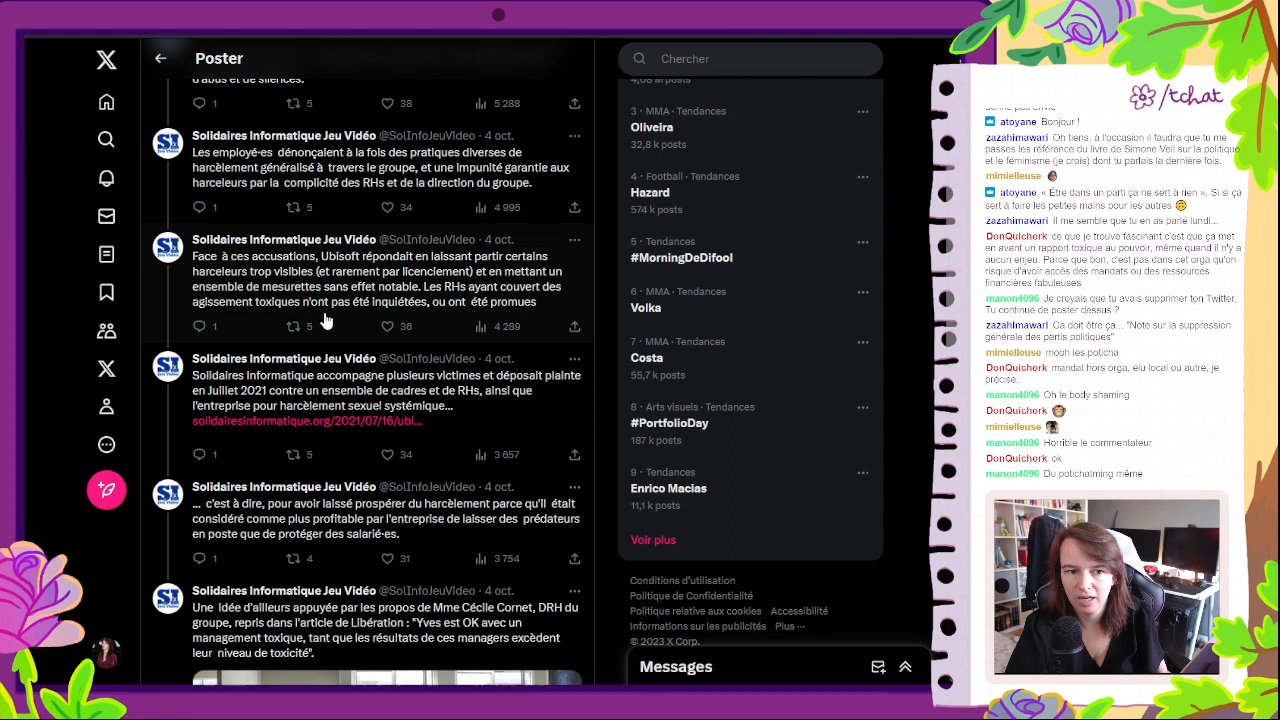 Poster
d'abus et de silences.
1 5 38 5 288
Solidaires Informatique Jeu Vidéo @SolInfoJeuVideo · 4 oct.
Les employé·es dénonçaient à la fois des pratiques diverses de
harcèlement généralisé à travers le groupe, et une impunité garantie aux
harceleurs par la complicité des RHs et de la direction du groupe.
1 5 34 4 995
Solidaires Informatique Jeu Vidéo @SolInfoJeuVideo · 4 oct.
Face à ces accusations, Ubisoft répondait en laissant partir certains
harceleurs trop visibles (et rarement par licenciement) et en mettant un
ensemble de mesurettes sans effet notable. Les RHs ayant couvert des
agissement toxiques n'ont pas été inquiétées, ou ont été promues
1 5 36 4 289
Solidaires Informatique Jeu Vidéo @SolInfoJeuVideo · 4 oct.
Solidaires Informatique accompagne plusieurs victimes et déposait plainte
en Juillet 2021 contre un ensemble de cadres et de RHs, ainsi que
l'entreprise pour harcèlement sexuel systémique...
solidairesinformatique.org/2021/07/16/ubi...
1 5 34 3 657
Solidaires Informatique Jeu Vidéo @SolInfoJeuVideo · 4 oct.
... c'est à dire, pour avoir laissé prospérer du harcèlement parce qu'il était
considéré comme plus profitable par l'entreprise de laisser des prédateurs
en poste que de protéger des salarié·es.
1 4 31 3 754
Solidaires Informatique Jeu Vidéo @SolInfoJeuVideo · 4 oct.
Une idée d'ailleurs appuyée par les propos de Mme Cécile Cornet, DRH du
groupe, repris dans l'article de Libération : "Yves est OK avec un
management toxique, tant que les résultats de ces managers excèdent
leur niveau de toxicité".
Chercher
4,08 M posts
3 · MMA · Tendances
Oliveira
32,8 k posts
4 · Football · Tendances
Hazard
574 k posts
5 · Tendances
#MorningDeDifool
6 · MMA · Tendances
Volka
7 · MMA · Tendances
Costa
55,7 k posts
8 · Arts visuels · Tendances
#PortfolioDay
187 k posts
9 · Tendances
Enrico Macias
11,1 k posts
Voir plus
Conditions d'utilisation
Politique de Confidentialité
Politique relative aux cookies Accessibilité
Informations sur les publicités Plus ···
© 2023 X Corp.
Messages
/tchat
donne pas envie
atoyane Bonjour !
zazahimawari Oh tiens, à l'occasion il faudra que tu me
passes les référence du livre de Simone Veil sur la politique
et le féminisme (je crois) dont tu parlais la dernière fois.
mimielleuse
atoyane « Être dans un parti ça ne sert à rien ». Si si ça
sert à faire les petites mains pour les autres
zazahimawari Il me semble que tu en as parlé lundi...
DonQuichork ce que je trouve fascinant c'est que ça met
en avant un rapport toxique au pouvoir, même quand il n'y a
aucun enjeu. Parce que bon, c'est pas dans cet orga qu'on
risque d'avoir accès des mandats ou des ressources
financières fabuleuses
manon4096 Je croyais que tu avais supprimer ton Twitter.
Tu continue de poster dessus ?
zazahimawari Ca doit être ça... "Note sur la suppression
générale des partis politiques"
mimielleuse mooh les poticha
DonQuichork mandat hors orga, élu local ou autre, je
précise.
manon4096 Oh le body shaming
DonQuichork
mimielleuse
manon4096 Horrible le commentateur
DonQuichork ok
manon4096 Du potichatming même